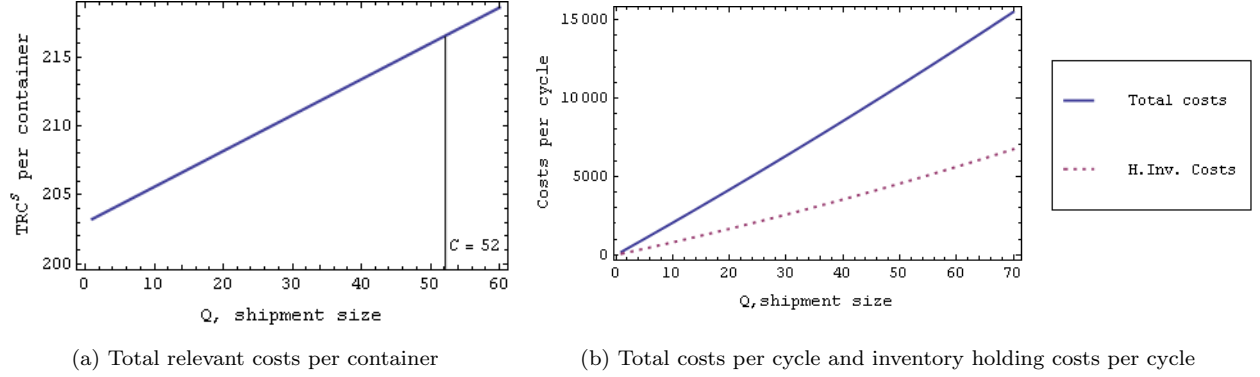 TRC^s per container
215
210
205
200
C = 52
0 10 20 30 40 50 60
Q, shipment size
(a) Total relevant costs per container
Costs per cycle
15000
10000
5000
0
0 10 20 30 40 50 60 70
Q,shipment size
Total costs
H.Inv. Costs
(b) Total costs per cycle and inventory holding costs per cycle